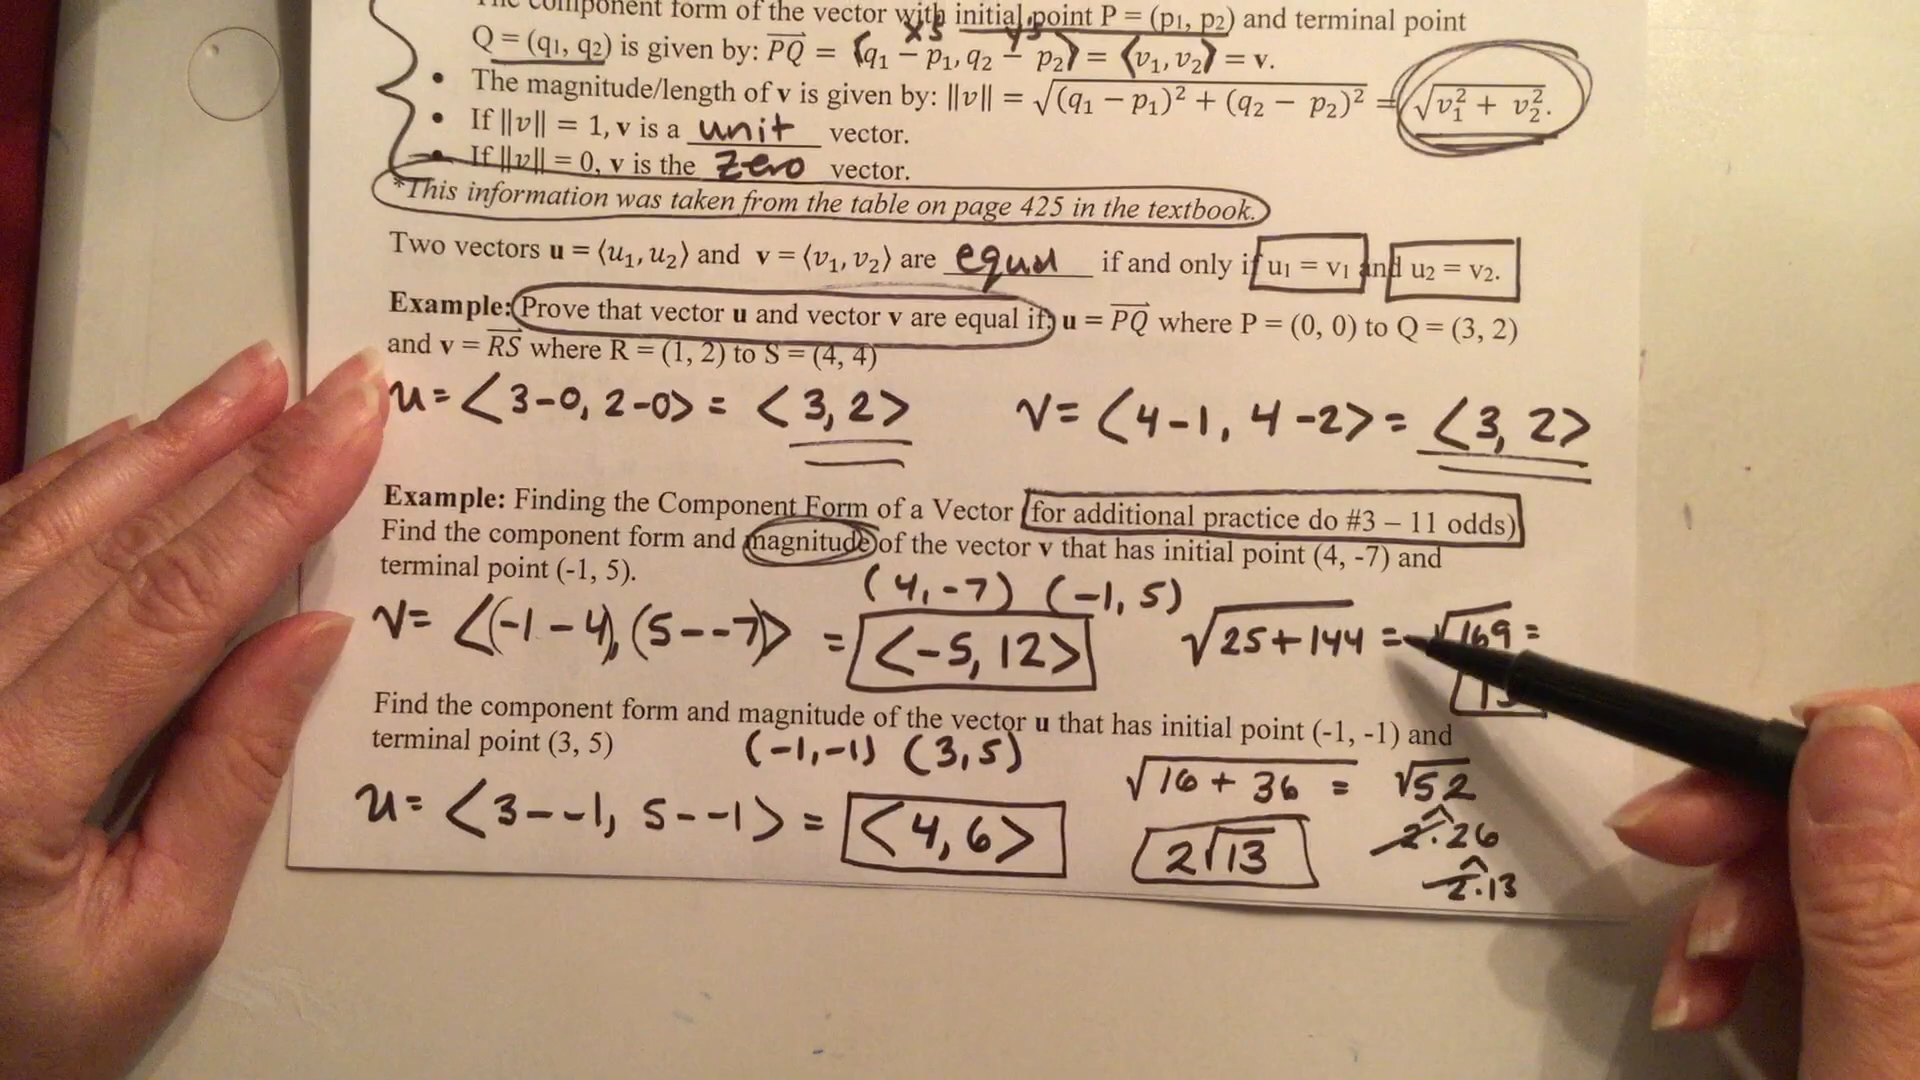 The component form of the vector with initial point P = (p₁, p₂) and terminal point
x's y's
Q = (q₁, q₂) is given by: PQ⃗ = ⟨q₁ − p₁, q₂ − p₂⟩ = ⟨v₁, v₂⟩ = v.
• The magnitude/length of v is given by: ||v|| = √((q₁ − p₁)² + (q₂ − p₂)²) = √(v₁² + v₂²).
• If ||v|| = 1, v is a unit vector.
• If ||v|| = 0, v is the zero vector.
*This information was taken from the table on page 425 in the textbook.
Two vectors u = ⟨u₁, u₂⟩ and v = ⟨v₁, v₂⟩ are equal if and only if u₁ = v₁ and u₂ = v₂.
Example: Prove that vector u and vector v are equal if: u = PQ⃗ where P = (0, 0) to Q = (3, 2)
and v = RS⃗ where R = (1, 2) to S = (4, 4)
u = <3-0, 2-0> = <3, 2> v = <4-1, 4-2> = <3, 2>
Example: Finding the Component Form of a Vector (for additional practice do #3 – 11 odds)
Find the component form and magnitude of the vector v that has initial point (4, -7) and
terminal point (-1, 5).
(4, -7) (-1, 5)
v = <(-1-4), (5--7)> = <-5, 12> √25+144 = √169 =
13
Find the component form and magnitude of the vector u that has initial point (-1, -1) and
terminal point (3, 5)
(-1, -1) (3, 5)
√16 + 36 = √52
u = <3--1, 5--1> = <4, 6>
2·26
2√13
2·13